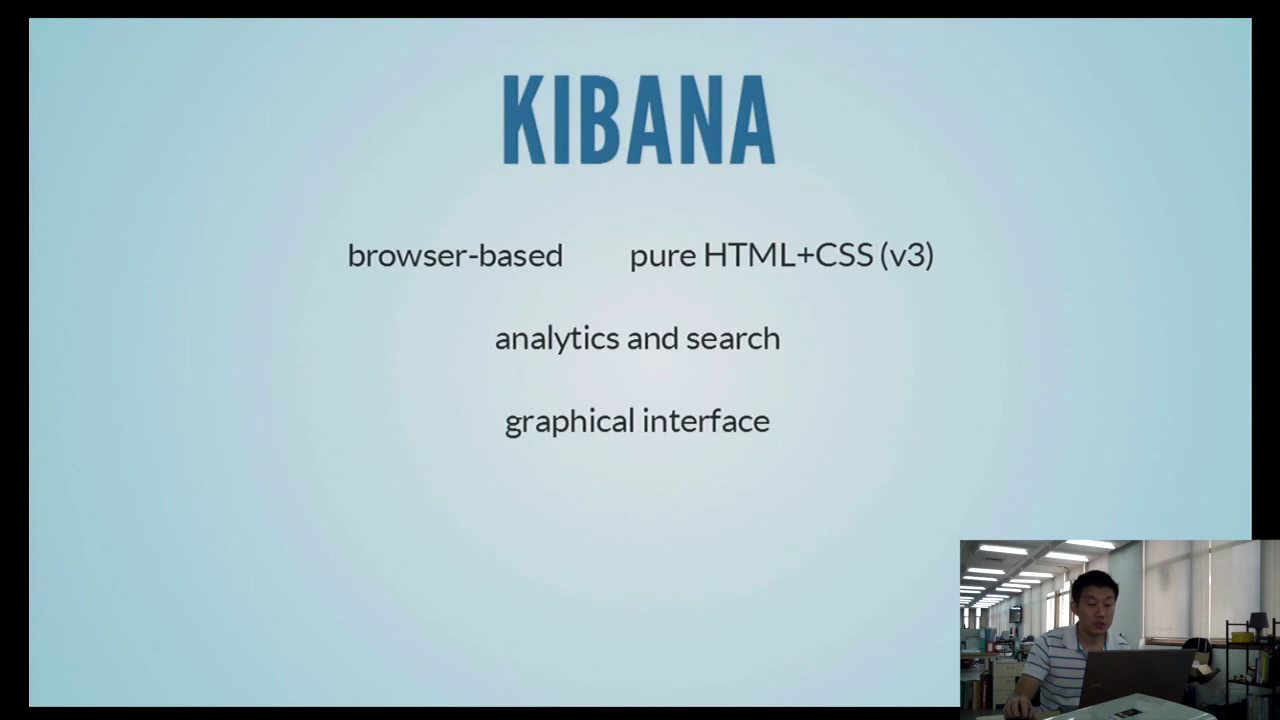 KIBANA
browser-based pure HTML+CSS (v3)
analytics and search
graphical interface